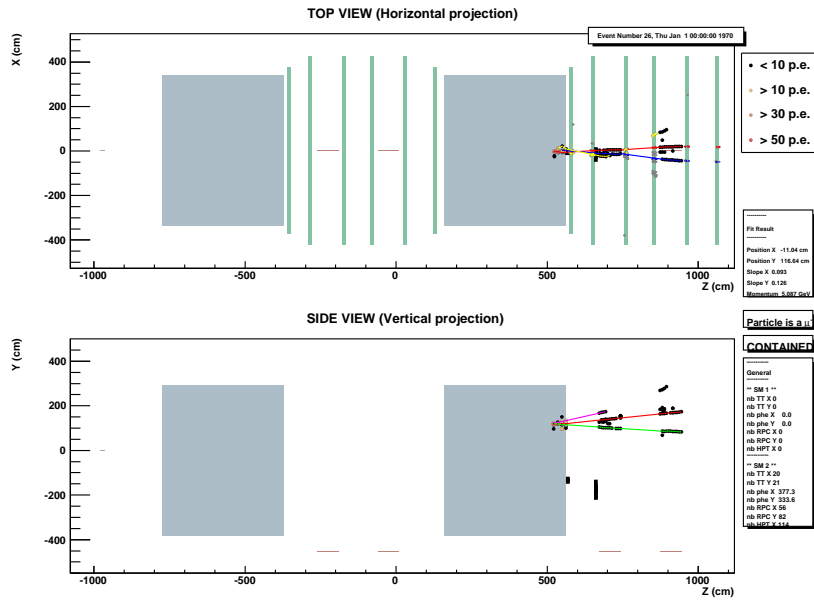 TOP VIEW (Horizontal projection)
Event Number 26, Thu Jan 1 00:00:00 1970
X (cm)
400
200
0
-200
-400
-1000
-500
0
500
1000
Z (cm)
< 10 p.e.
> 10 p.e.
> 30 p.e.
> 50 p.e.
----------
Fit Result
----------
Position X -11.04 cm
Position Y 116.64 cm
Slope X 0.093
Slope Y 0.126
Momentum 5.087 GeV
SIDE VIEW (Vertical projection)
Y (cm)
400
200
0
-200
-400
-1000
-500
0
500
1000
Z (cm)
Particle is a μ
CONTAINED
----------
General
----------
** SM 1 **
nb TT X 0
nb TT Y 0
nb phe X 0.0
nb phe Y 0.0
nb RPC X 0
nb RPC Y 0
nb HPT X 0
----------
** SM 2 **
nb TT X 20
nb TT Y 21
nb phe X 377.3
nb phe Y 333.6
nb RPC X 56
nb RPC Y 82
nb HPT X 114